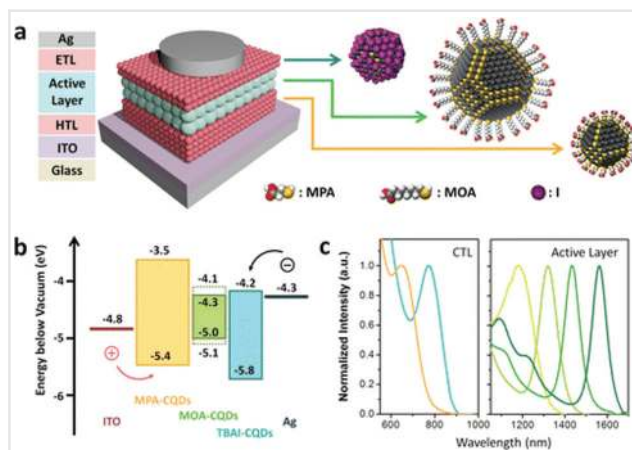 a
Ag
ETL
Active
Layer
HTL
ITO
Glass
: MPA
: MOA
: I
b
Energy below Vacuum (eV)
-4
-5
-6
-3.5
-4.1
-4.2
-4.3
-4.3
-4.8
-5.0
-5.1
-5.4
-5.8
MPA-CQDs
MOA-CQDs
ITO
TBAI-CQDs
Ag
c
Normalized Intensity (a.u.)
CTL
Active Layer
1.0
0.8
0.6
0.4
0.2
0.0
600
800
1000
1200
1400
1600
Wavelength (nm)